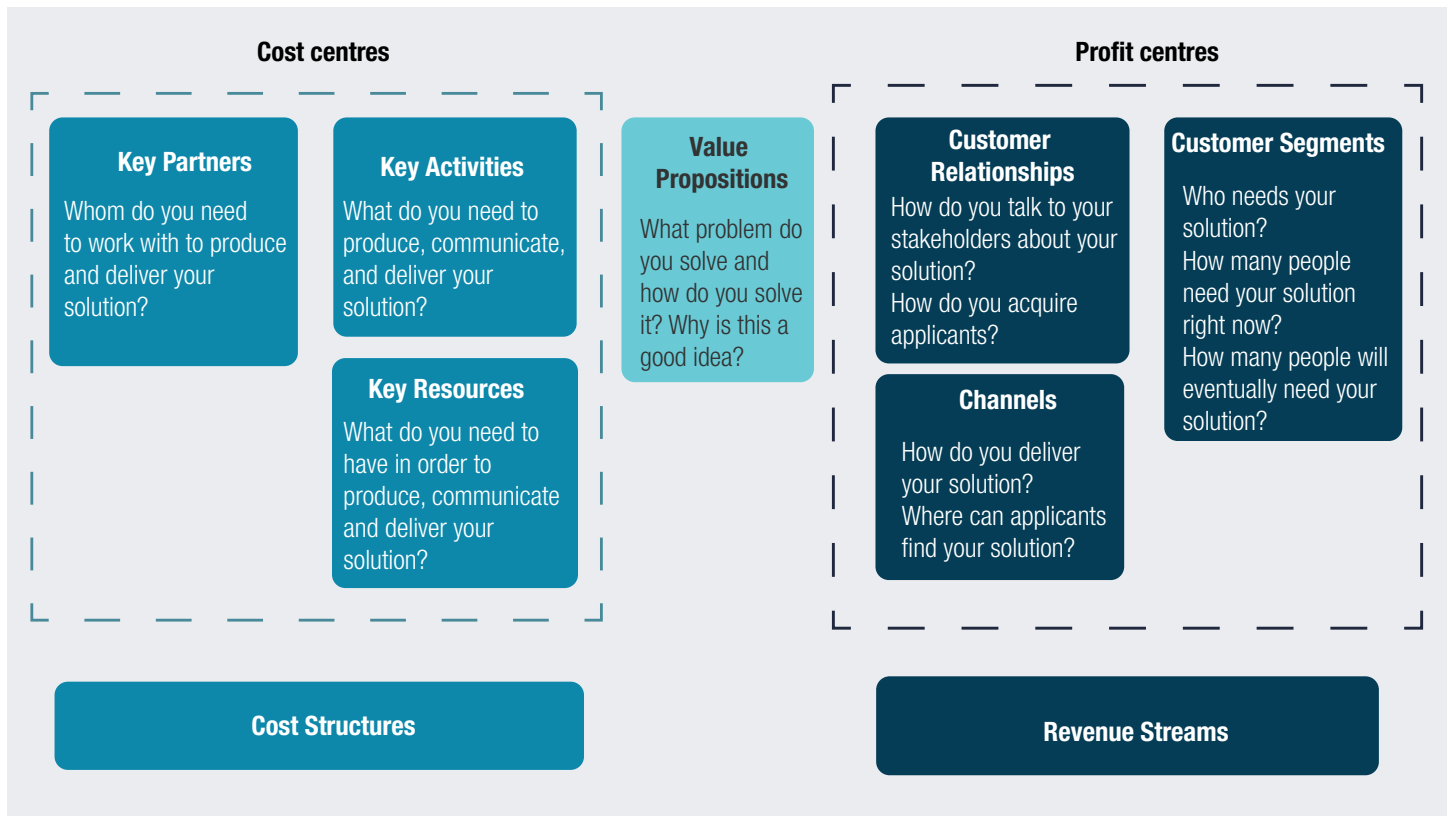 Cost centres
Key Partners
Whom do you need
to work with to produce
and deliver your
solution?
Key Activities
What do you need to
produce, communicate,
and deliver your
solution?
Key Resources
What do you need to
have in order to
produce, communicate
and deliver your
solution?
Value
Propositions
What problem do
you solve and
how do you solve
it? Why is this a
good idea?
Profit centres
Customer
Relationships
How do you talk to your
stakeholders about your
solution?
How do you acquire
applicants?
Channels
How do you deliver
your solution?
Where can applicants
find your solution?
Customer Segments
Who needs your
solution?
How many people
need your solution
right now?
How many people will
eventually need your
solution?
Cost Structures
Revenue Streams